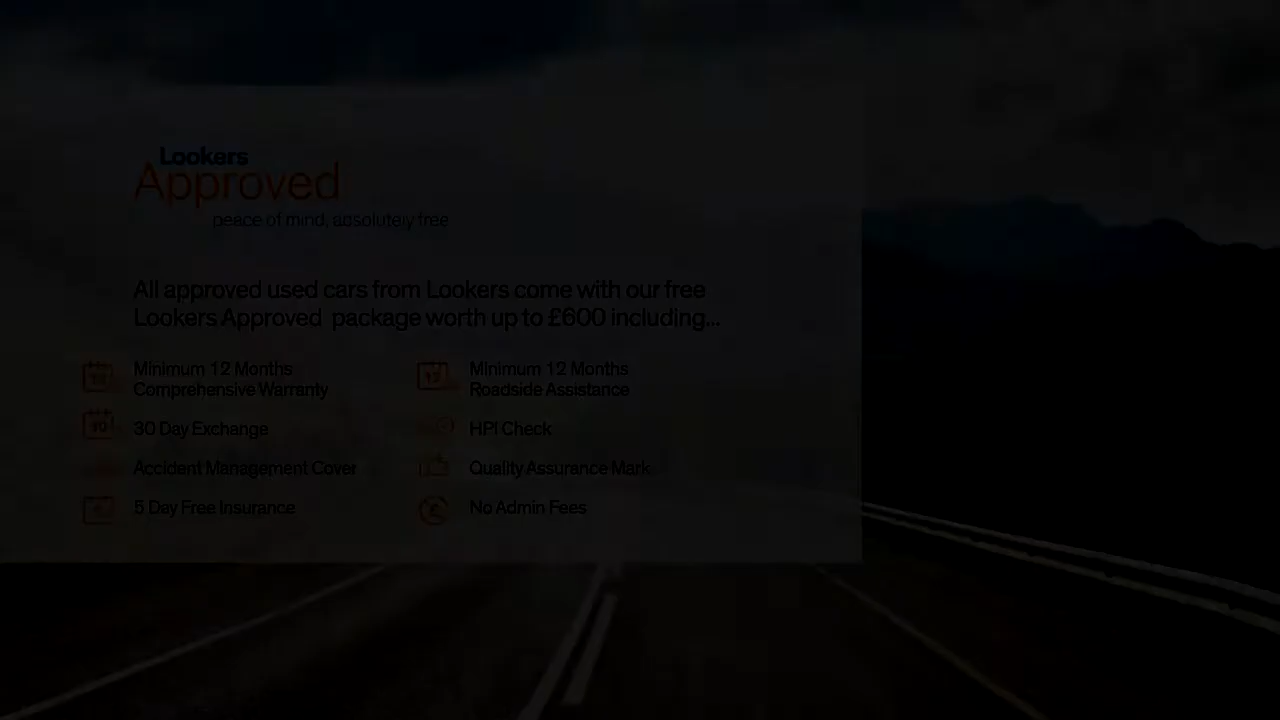 Lookers
Approved
peace of mind, absolutely free
All approved used cars from Lookers come with our free
Lookers Approved package worth up to £600 including...
Minimum 12 Months
Comprehensive Warranty
Minimum 12 Months
Roadside Assistance
30 Day Exchange
HPI Check
Accident Management Cover
Quality Assurance Mark
5 Day Free Insurance
No Admin Fees